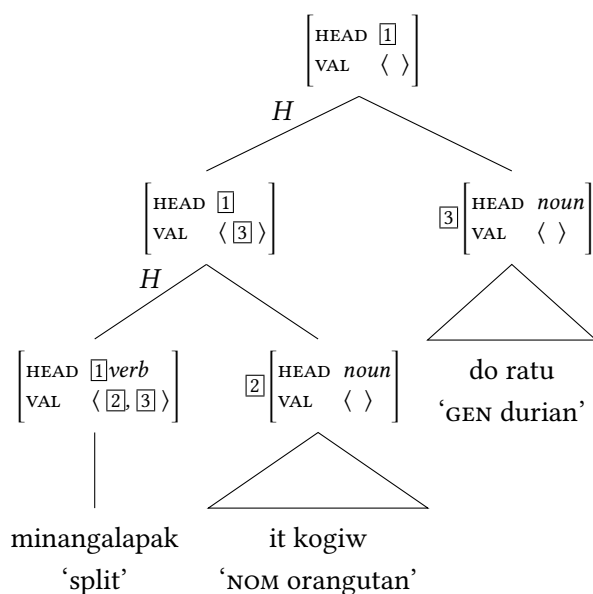 HEAD 1
VAL ⟨ ⟩
H
HEAD 1
VAL ⟨ 3 ⟩
3 HEAD noun
VAL ⟨ ⟩
H
HEAD 1 verb
VAL ⟨ 2, 3 ⟩
2 HEAD noun
VAL ⟨ ⟩
do ratu
‘GEN durian’
minangalapak
‘split’
it kogiw
‘NOM orangutan’